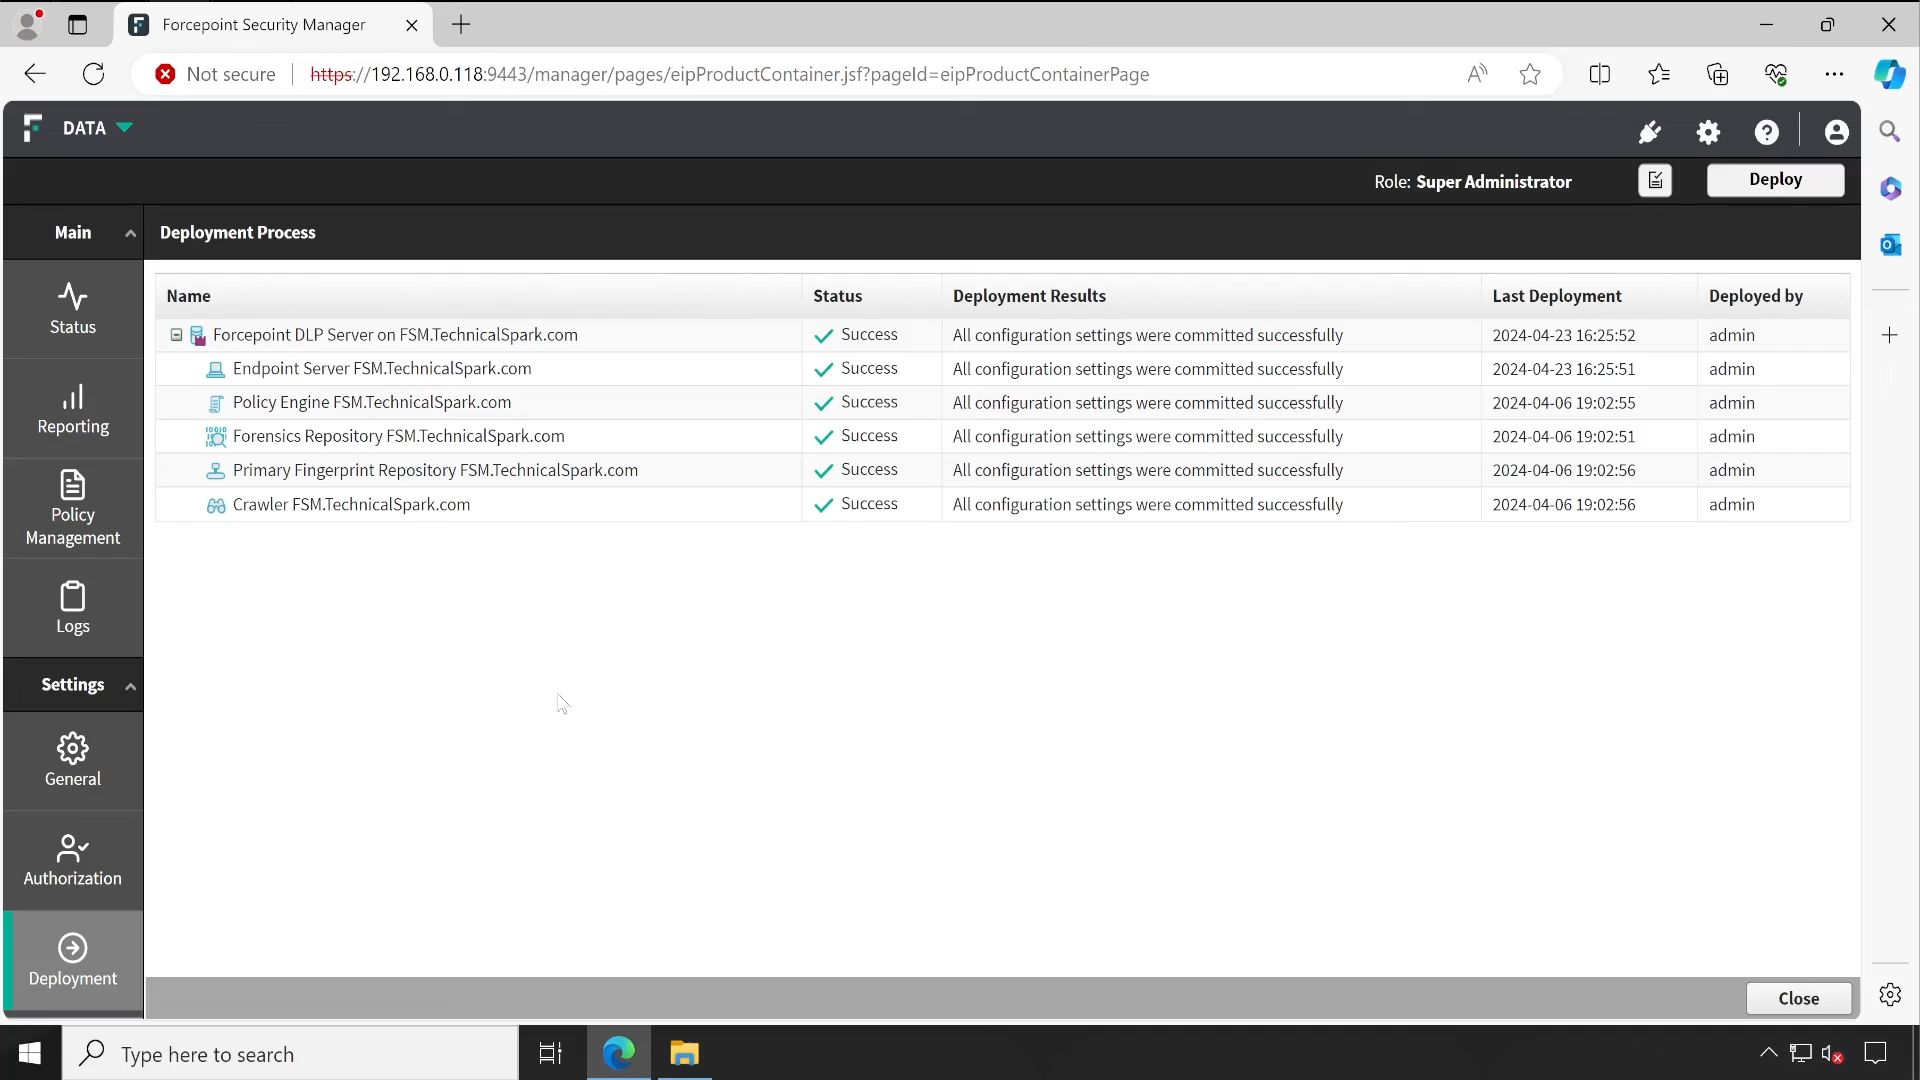 Forcepoint Security Manager
Not secure https://192.168.0.118:9443/manager/pages/eipProductContainer.jsf?pageId=eipProductContainerPage
DATA
Role: Super Administrator
Deploy
Main
Deployment Process
Name Status Deployment Results Last Deployment Deployed by
Forcepoint DLP Server on FSM.TechnicalSpark.com Success All configuration settings were committed successfully 2024-04-23 16:25:52 admin
Endpoint Server FSM.TechnicalSpark.com Success All configuration settings were committed successfully 2024-04-23 16:25:51 admin
Policy Engine FSM.TechnicalSpark.com Success All configuration settings were committed successfully 2024-04-06 19:02:55 admin
Forensics Repository FSM.TechnicalSpark.com Success All configuration settings were committed successfully 2024-04-06 19:02:51 admin
Primary Fingerprint Repository FSM.TechnicalSpark.com Success All configuration settings were committed successfully 2024-04-06 19:02:56 admin
Crawler FSM.TechnicalSpark.com Success All configuration settings were committed successfully 2024-04-06 19:02:56 admin
Status
Reporting
Policy
Management
Logs
Settings
General
Authorization
Deployment
Close
Type here to search